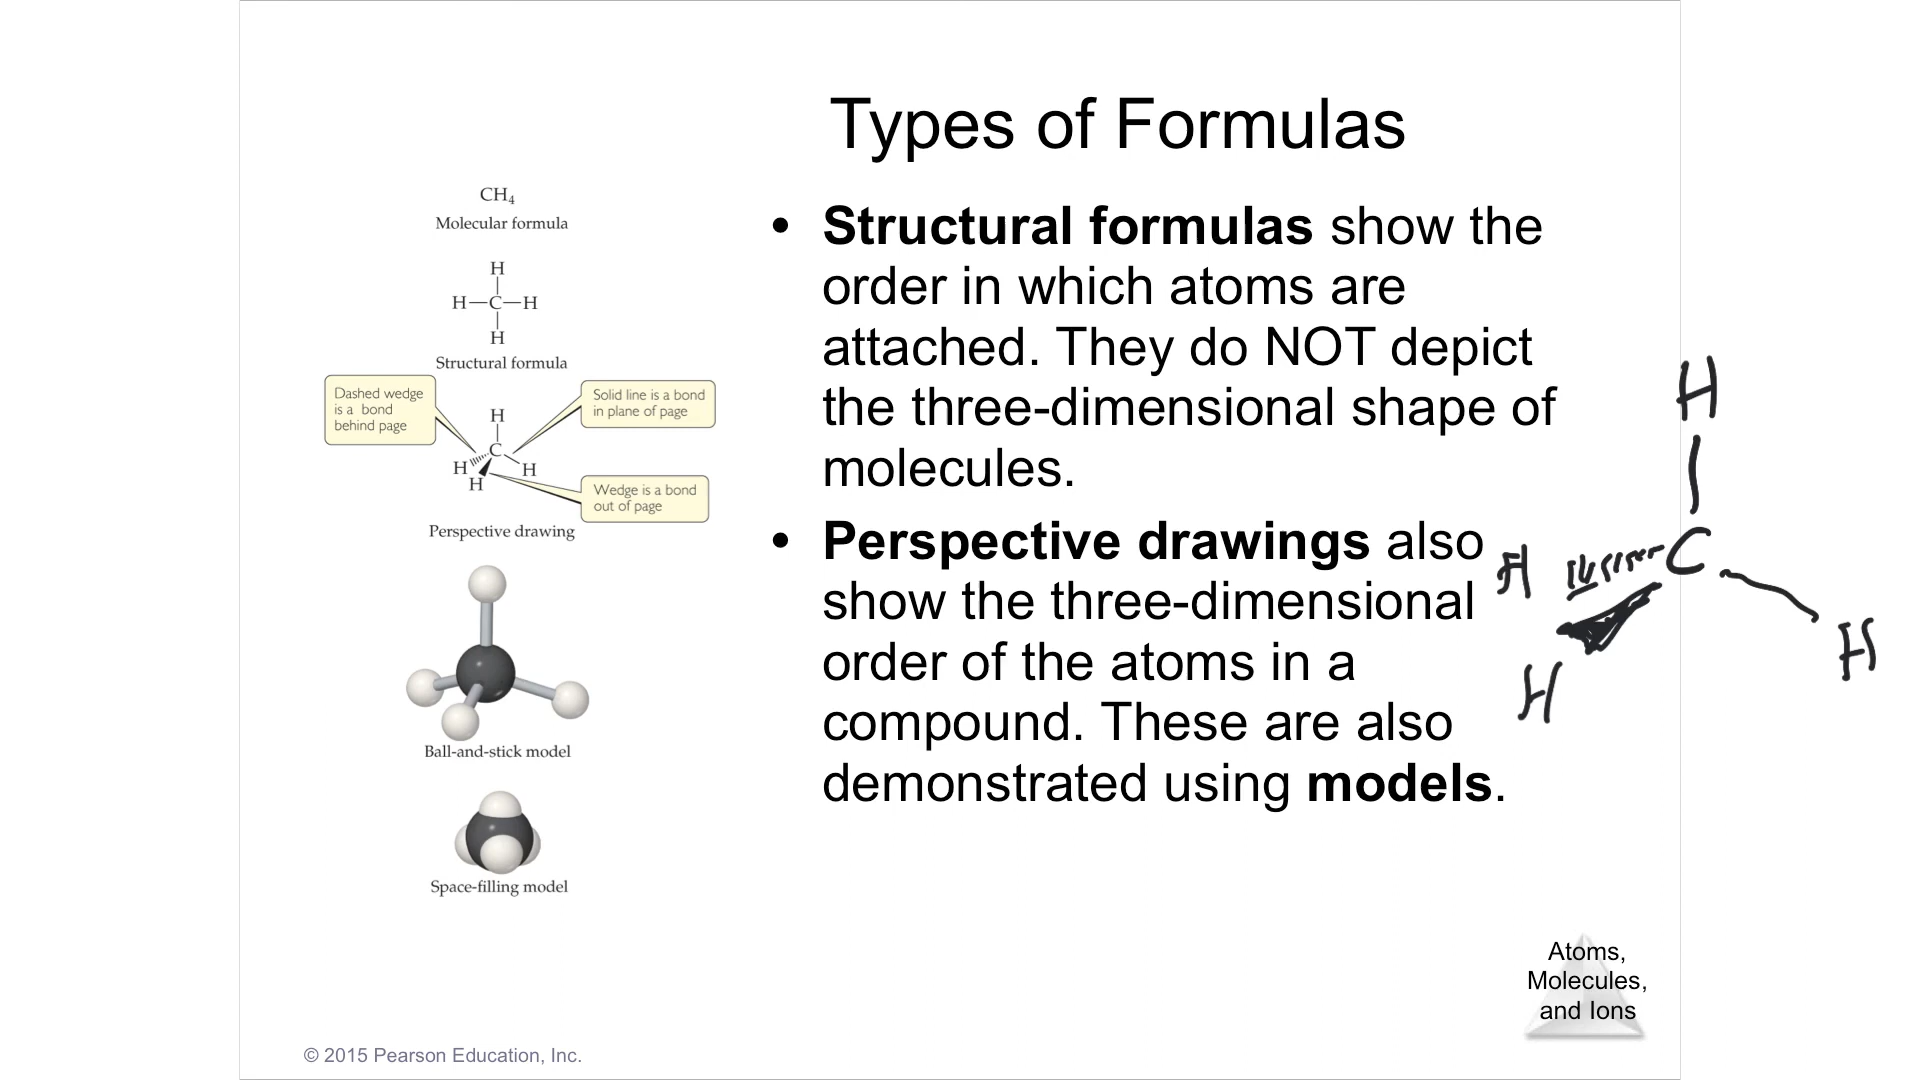 Types of Formulas
CH₄
Molecular formula
H
H—C—H
H
Structural formula
Dashed wedge
is a bond
behind page
Solid line is a bond
in plane of page
H
C
H
H
H
Wedge is a bond
out of page
Perspective drawing
Ball-and-stick model
Space-filling model
• Structural formulas show the
order in which atoms are
attached. They do NOT depict
the three-dimensional shape of
molecules.
• Perspective drawings also
show the three-dimensional
order of the atoms in a
compound. These are also
demonstrated using models.
H
C
H
H
H
Atoms,
Molecules,
and Ions
© 2015 Pearson Education, Inc.